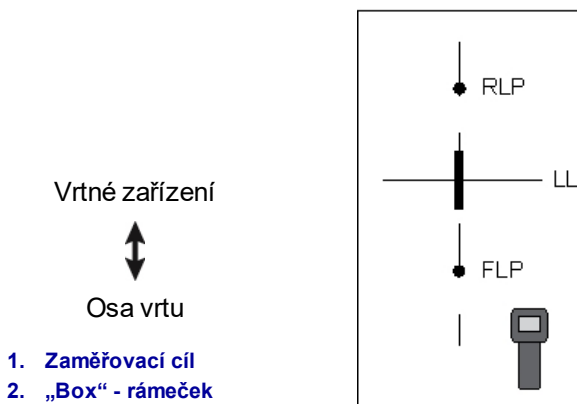 RLP
Vrtné zařízení
LL
FLP
Osa vrtu
1. Zaměřovací cíl
2. „Box“ - rámeček